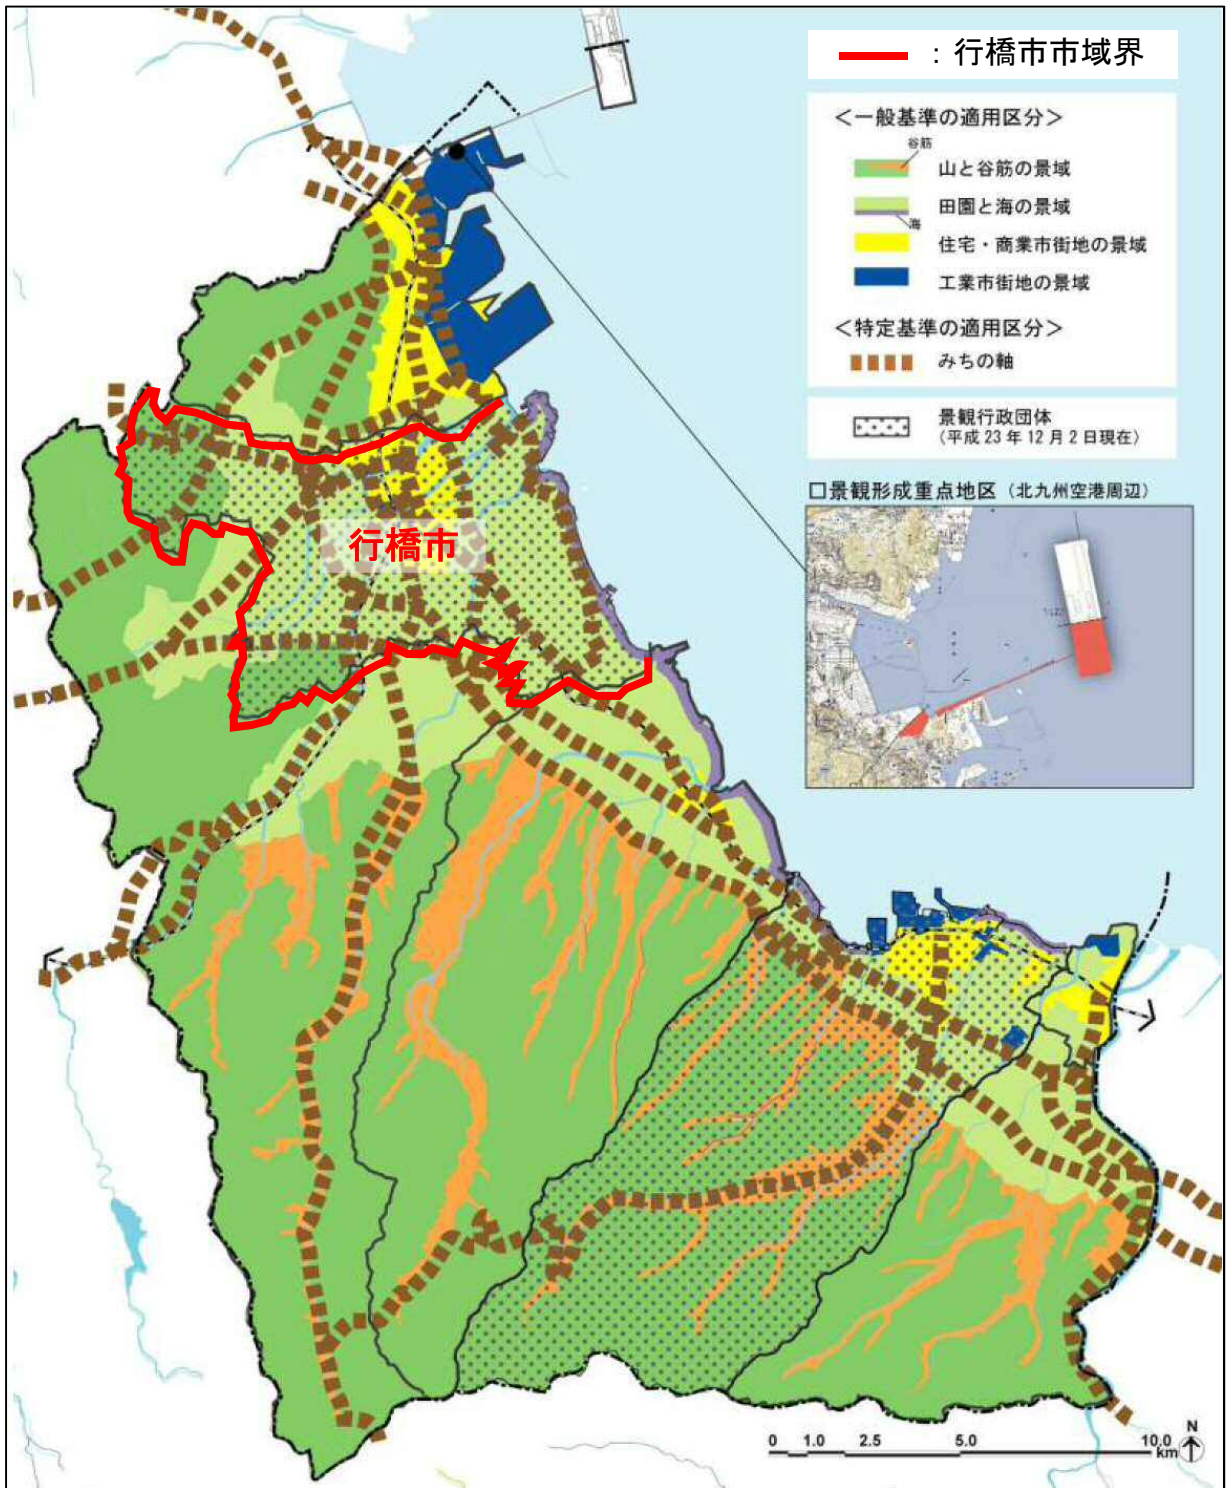 ：行橋市市域界
＜一般基準の適用区分＞
谷筋
山と谷筋の景域
田園と海の景域
海
住宅・商業市街地の景域
工業市街地の景域
＜特定基準の適用区分＞
みちの軸
景観行政団体
（平成 23 年 12 月 2 日現在）
□景観形成重点地区（北九州空港周辺）
行橋市
0 1.0 2.5 5.0 10.0
km
N